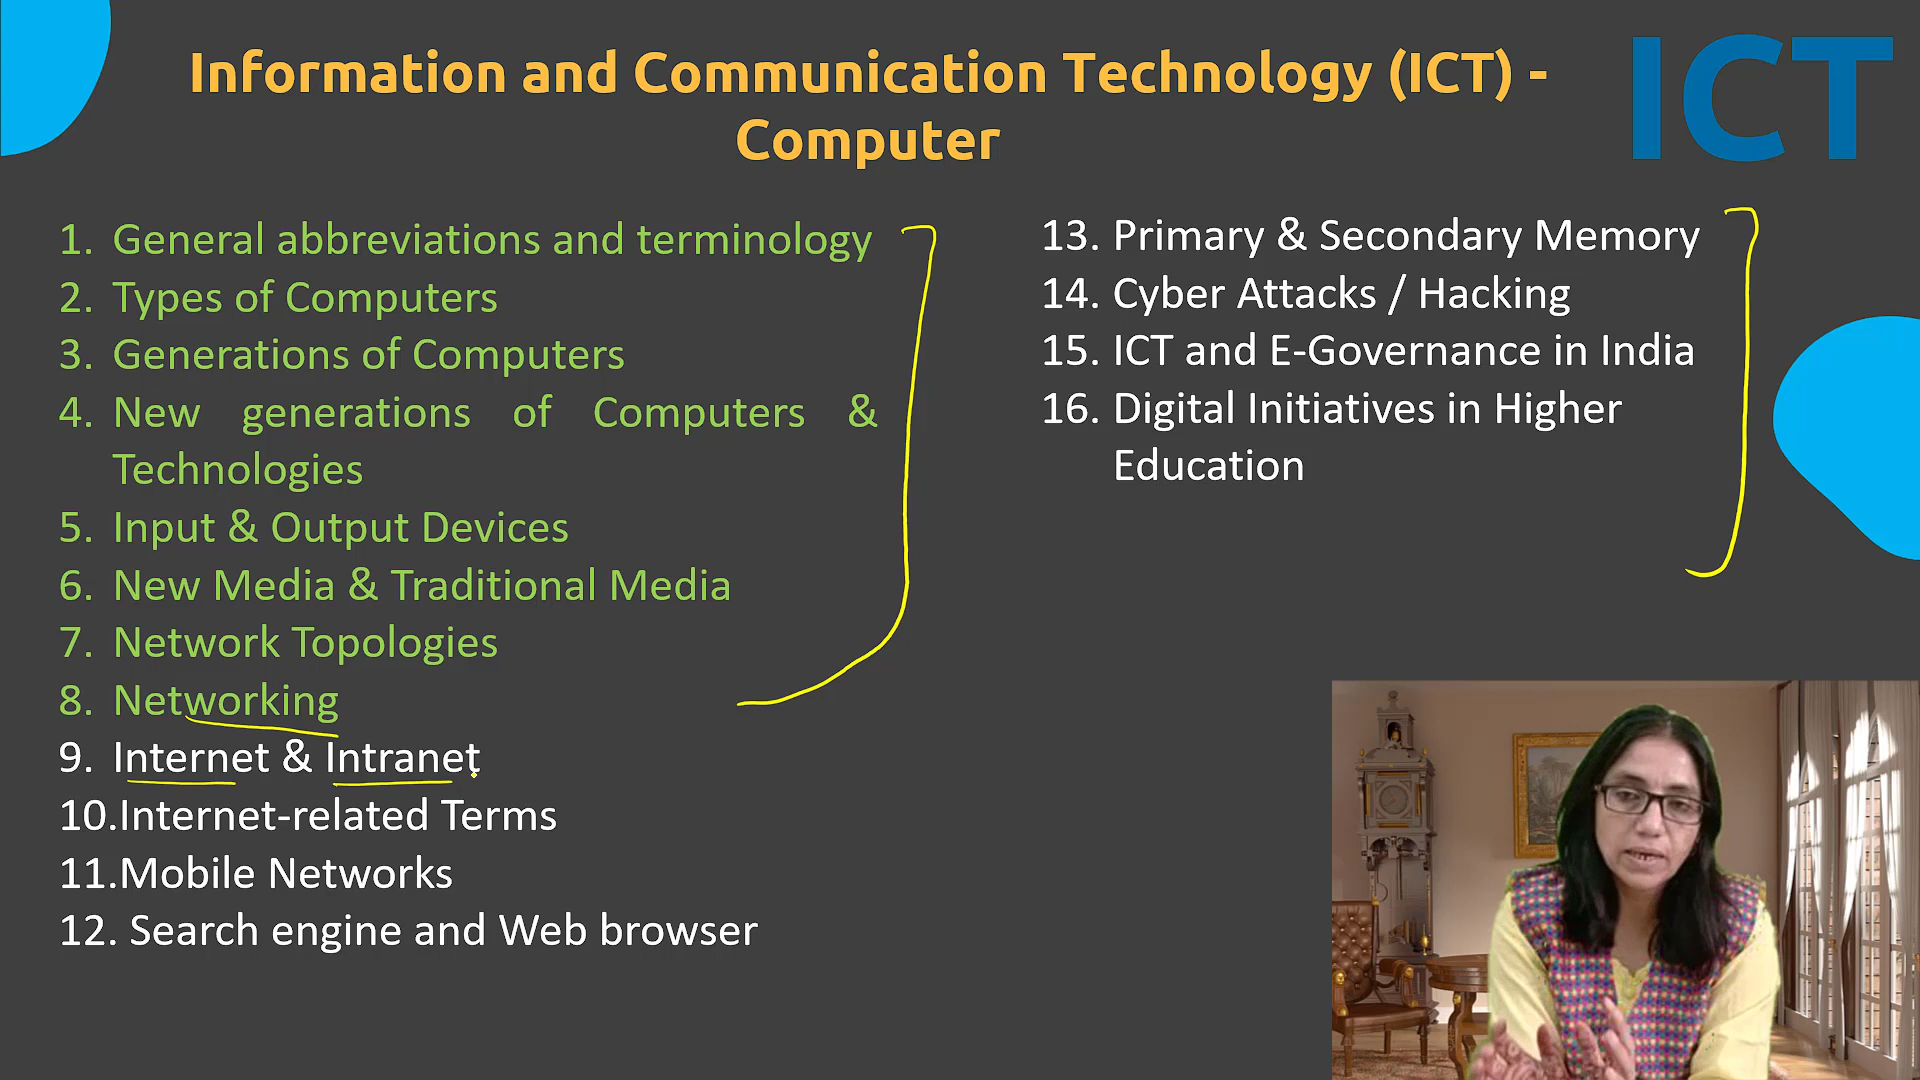 Information and Communication Technology (ICT) -
Computer
ICT
1. General abbreviations and terminology
2. Types of Computers
3. Generations of Computers
4. New generations of Computers &
Technologies
5. Input & Output Devices
6. New Media & Traditional Media
7. Network Topologies
8. Networking
9. Internet & Intranet
10.Internet-related Terms
11.Mobile Networks
12. Search engine and Web browser
13. Primary & Secondary Memory
14. Cyber Attacks / Hacking
15. ICT and E-Governance in India
16. Digital Initiatives in Higher
Education